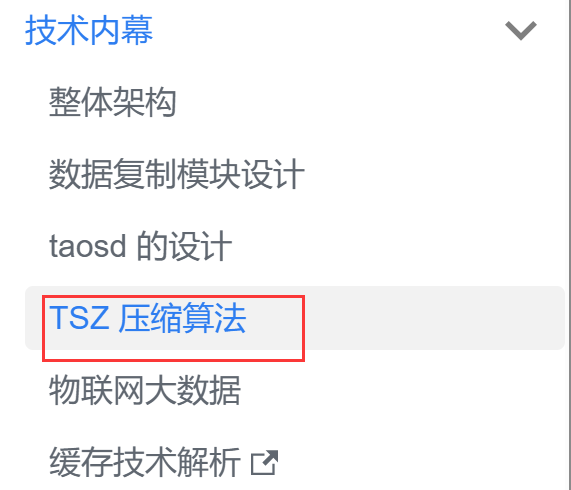 技术内幕
整体架构
数据复制模块设计
taosd 的设计
TSZ 压缩算法
物联网大数据
缓存技术解析